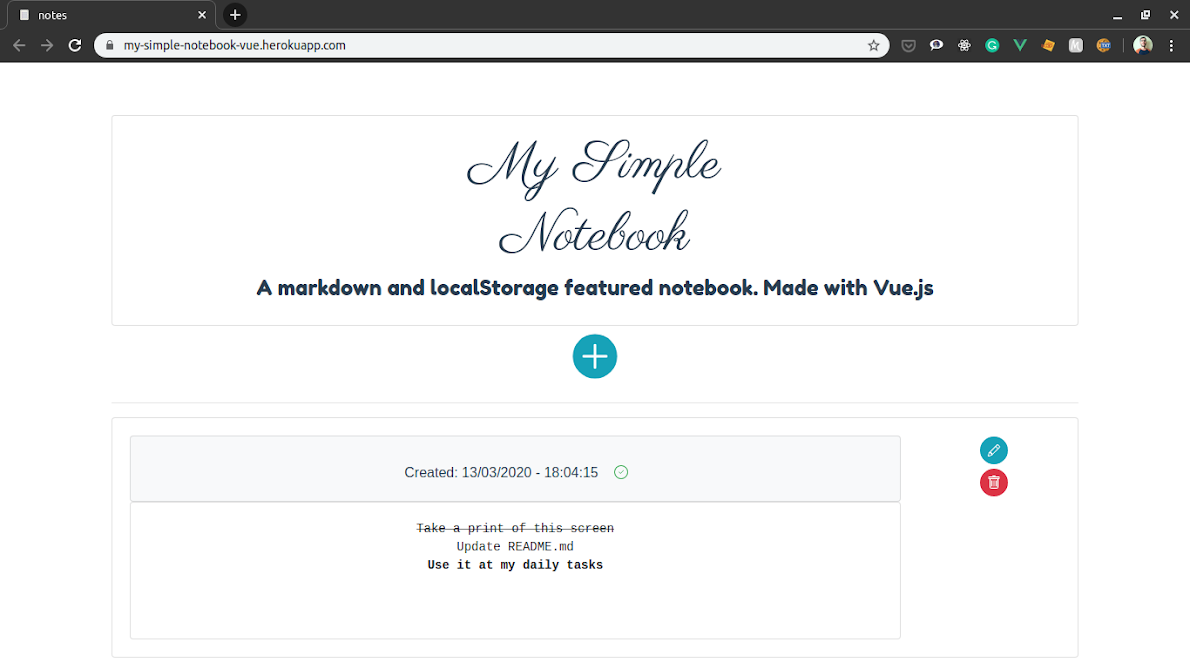 notes
my-simple-notebook-vue.herokuapp.com
My Simple
Notebook
A markdown and localStorage featured notebook. Made with Vue.js
Created: 13/03/2020 - 18:04:15
Take a print of this screen
Update README.md
Use it at my daily tasks